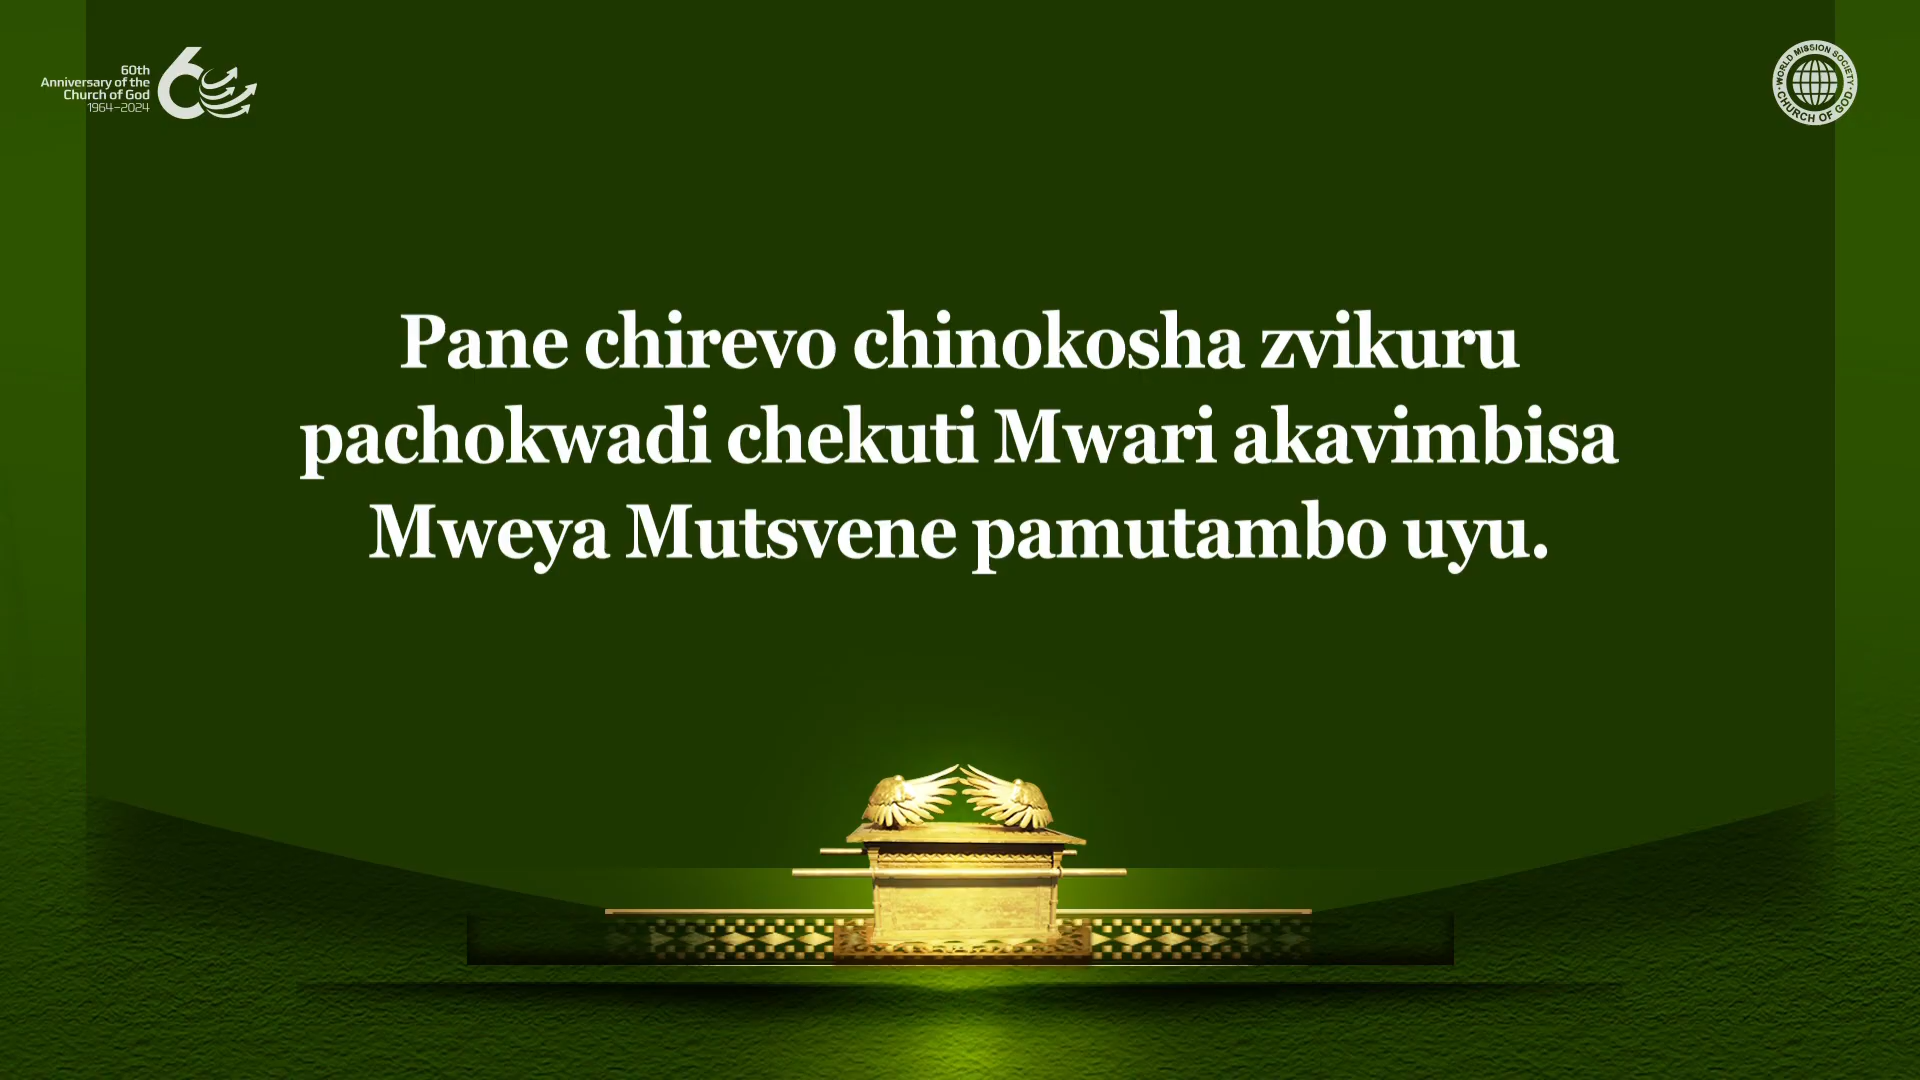 60th
Anniversary of the
Church of God
1964–2024
WORLD MISSION SOCIETY
CHURCH OF GOD
Pane chirevo chinokosha zvikuru
pachokwadi chekuti Mwari akavimbisa
Mweya Mutsvene pamutambo uyu.